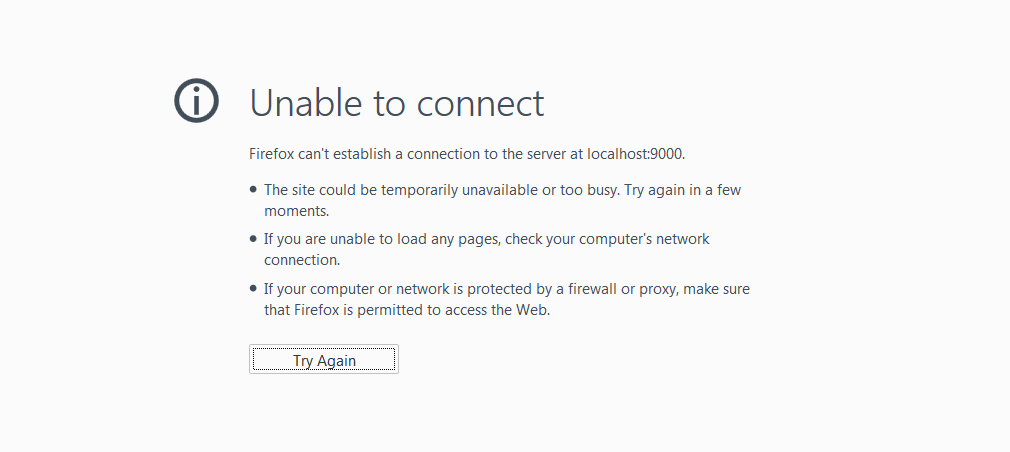 Unable to connect
Firefox can't establish a connection to the server at localhost:9000.
• The site could be temporarily unavailable or too busy. Try again in a few
moments.
• If you are unable to load any pages, check your computer's network
connection.
• If your computer or network is protected by a firewall or proxy, make sure
that Firefox is permitted to access the Web.
Try Again